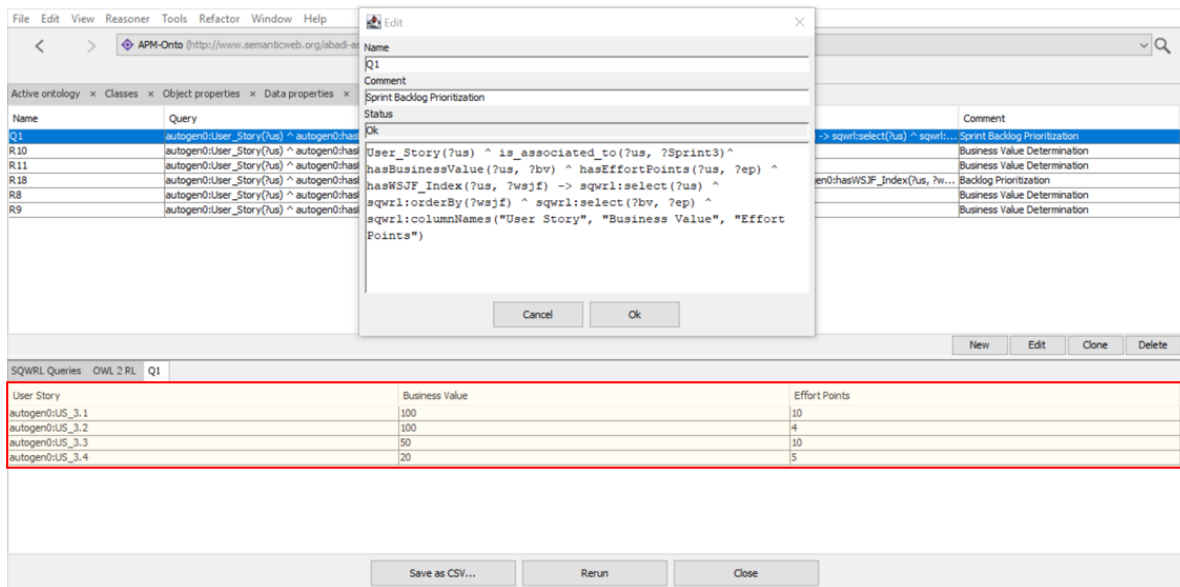 File Edit View Reasoner Tools Refactor Window Help
APM-Onto (http://www.semanticweb.org/abadi-as
Active ontology × Classes × Object properties × Data properties ×
Edit
Name
Q1
Comment
Sprint Backlog Prioritization
Status
Ok
User_Story(?us) ^ is_associated_to(?us, ?Sprint3)^
hasBusinessValue(?us, ?bv) ^ hasEffortPoints(?us, ?ep) ^
hasWSJF_Index(?us, ?wsjf) -> sqwrl:select(?us) ^
sqwrl:orderBy(?wsjf) ^ sqwrl:select(?bv, ?ep) ^
sqwrl:columnNames("User Story", "Business Value", "Effort
Points")
Cancel Ok
Name Query Comment
Q1 autogen0:User_Story(?us) ^ autogen0:hasl -> sqwrl:select(?us) ^ sqwrl:... Sprint Backlog Prioritization
R10 autogen0:User_Story(?us) ^ autogen0:hasl Business Value Determination
R11 autogen0:User_Story(?us) ^ autogen0:hasl Business Value Determination
R18 autogen0:User_Story(?us) ^ autogen0:hasl en0:hasWSJF_Index(?us, ?w... Backlog Prioritization
R8 autogen0:User_Story(?us) ^ autogen0:hasl Business Value Determination
R9 autogen0:User_Story(?us) ^ autogen0:hasl Business Value Determination
New Edit Clone Delete
SQWRL Queries OWL 2 RL Q1
User Story Business Value Effort Points
autogen0:US_3.1 100 10
autogen0:US_3.2 100 4
autogen0:US_3.3 50 10
autogen0:US_3.4 20 5
Save as CSV... Rerun Close